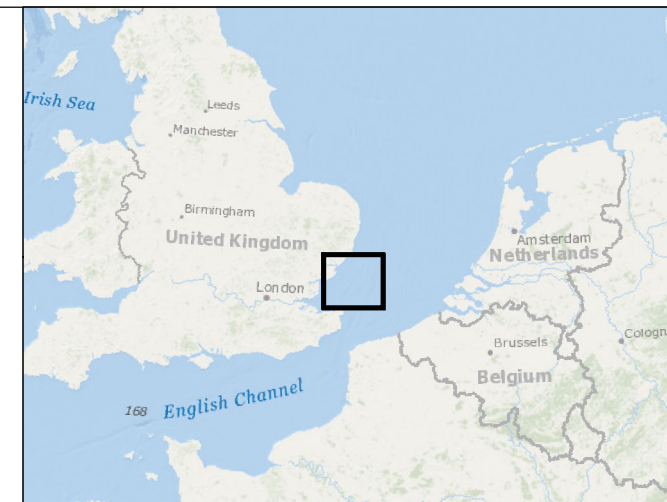 Irish Sea
Leeds
Manchester
Birmingham
United Kingdom
London
Amsterdam
Netherlands
Brussels
Belgium
Cologn
168
English Channel